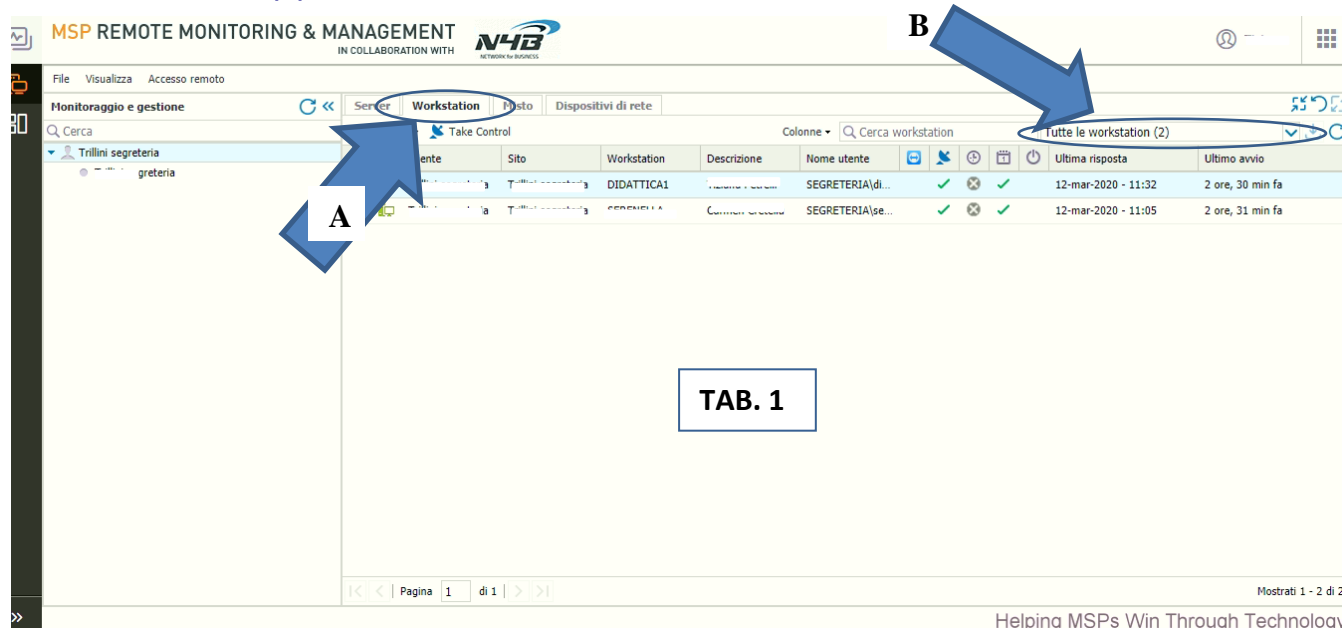 B
MSP REMOTE MONITORING & MANAGEMENT
IN COLLABORATION WITH
N4B
NETWORK for BUSINESS
File Visualizza Accesso remoto
Monitoraggio e gestione
Server Workstation Misto Dispositivi di rete
Cerca
Take Control
Colonne
Cerca workstation
Tutte le workstation (2)
Trillini segreteria
greteria
ente Sito Workstation Descrizione Nome utente Ultima risposta Ultimo avvio
DIDATTICA1 SEGRETERIA\di... 12-mar-2020 - 11:32 2 ore, 30 min fa
SEGRETERIA\se... 12-mar-2020 - 11:05 2 ore, 31 min fa
A
TAB. 1
Pagina 1 di 1
Mostrati 1 - 2 di 2
Helping MSPs Win Through Technology